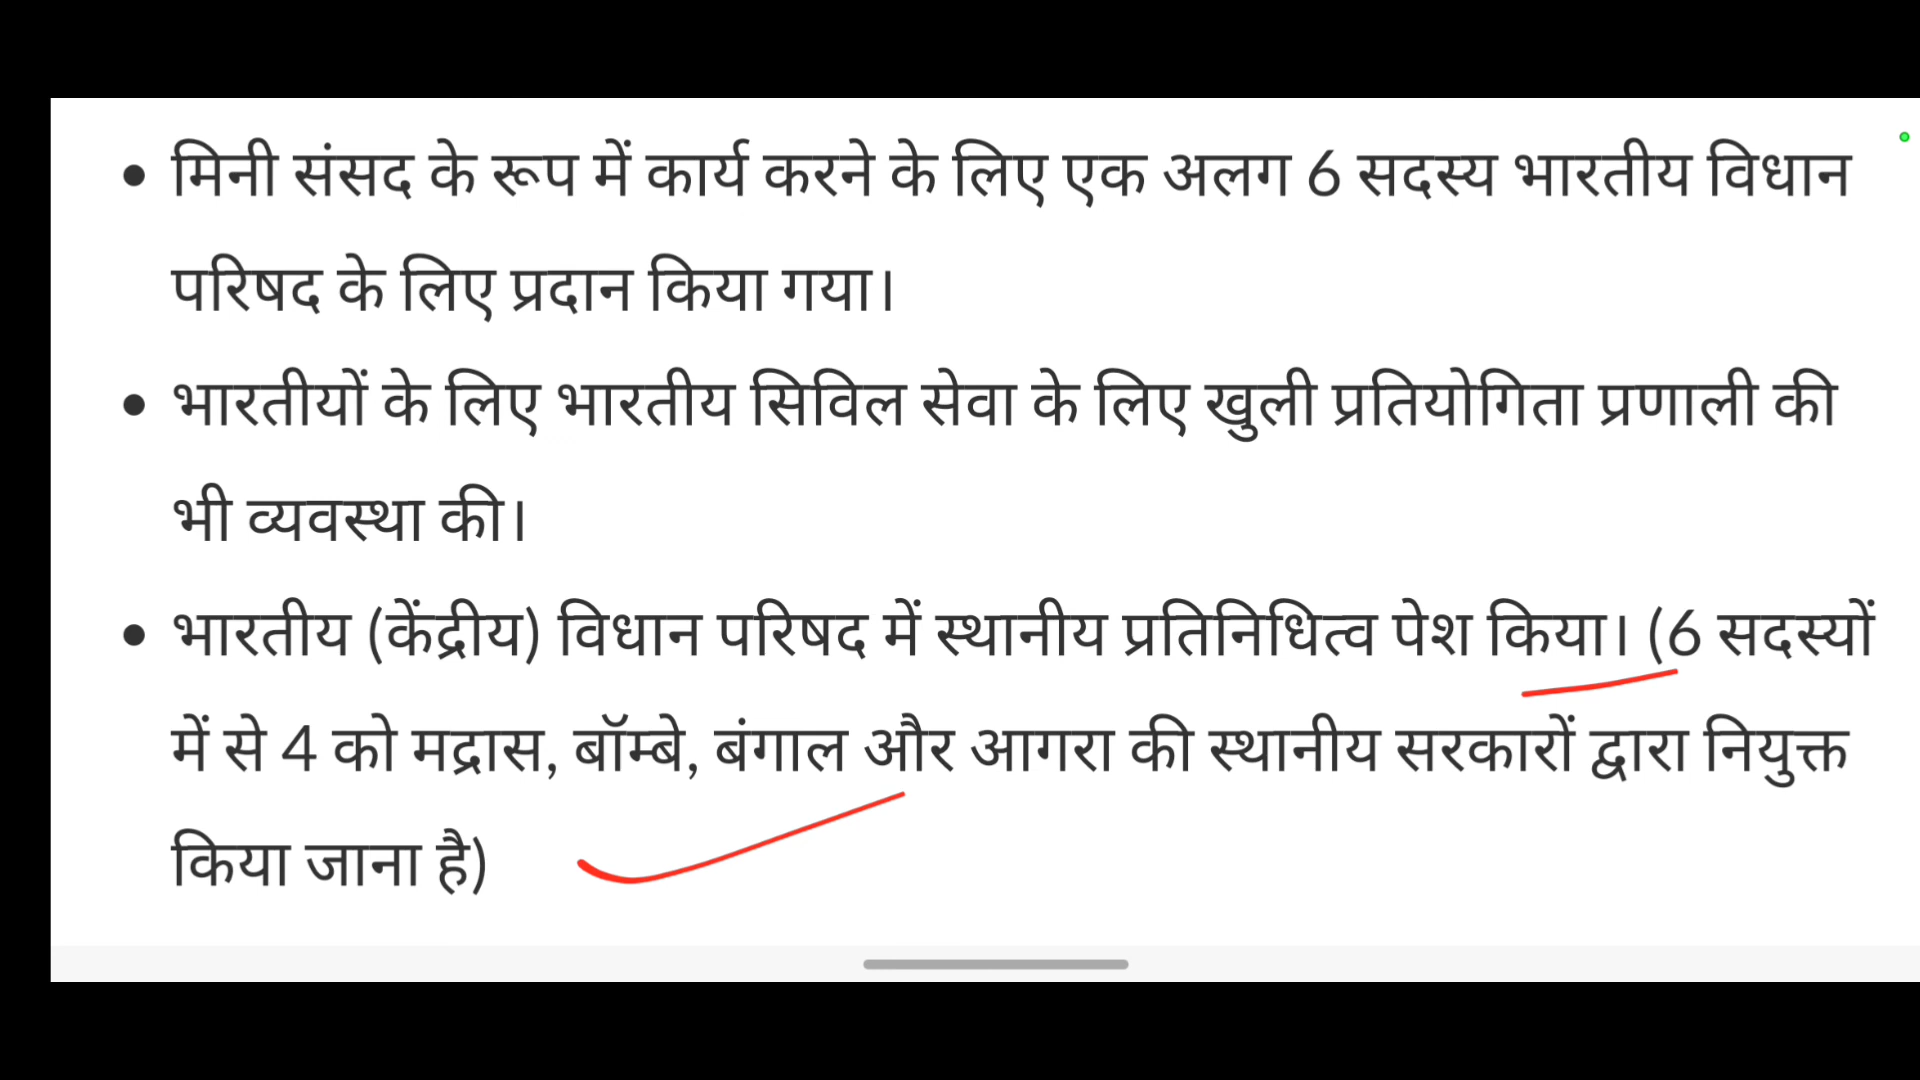 • मिनी संसद के रूप में कार्य करने के लिए एक अलग 6 सदस्य भारतीय विधान
परिषद के लिए प्रदान किया गया।
• भारतीयों के लिए भारतीय सिविल सेवा के लिए खुली प्रतियोगिता प्रणाली की
भी व्यवस्था की।
• भारतीय (केंद्रीय) विधान परिषद में स्थानीय प्रतिनिधित्व पेश किया। (6 सदस्यों
में से 4 को मद्रास, बॉम्बे, बंगाल और आगरा की स्थानीय सरकारों द्वारा नियुक्त
किया जाना है)